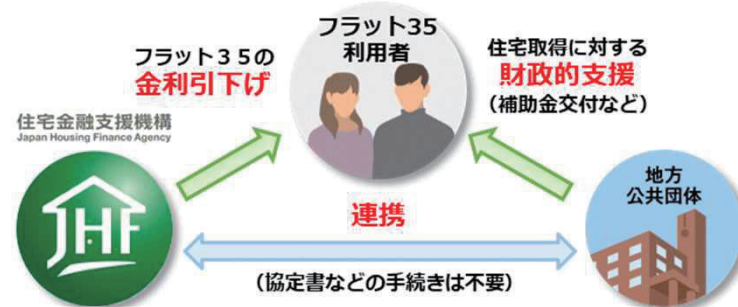 フラット35
利用者
フラット３５の
金利引下げ
住宅取得に対する
財政的支援
（補助金交付など）
住宅金融支援機構
Japan Housing Finance Agency
JHF
連携
地方
公共団体
（協定書などの手続きは不要）